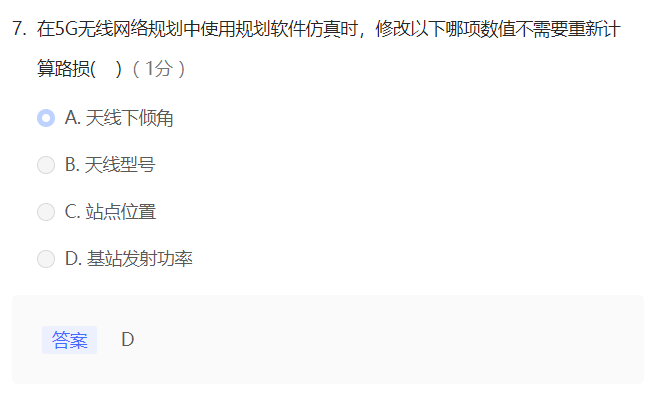 7. 在5G无线网络规划中使用规划软件仿真时，修改以下哪项数值不需要重新计
算路损(    )（1分）
A. 天线下倾角
B. 天线型号
C. 站点位置
D. 基站发射功率
答案 D